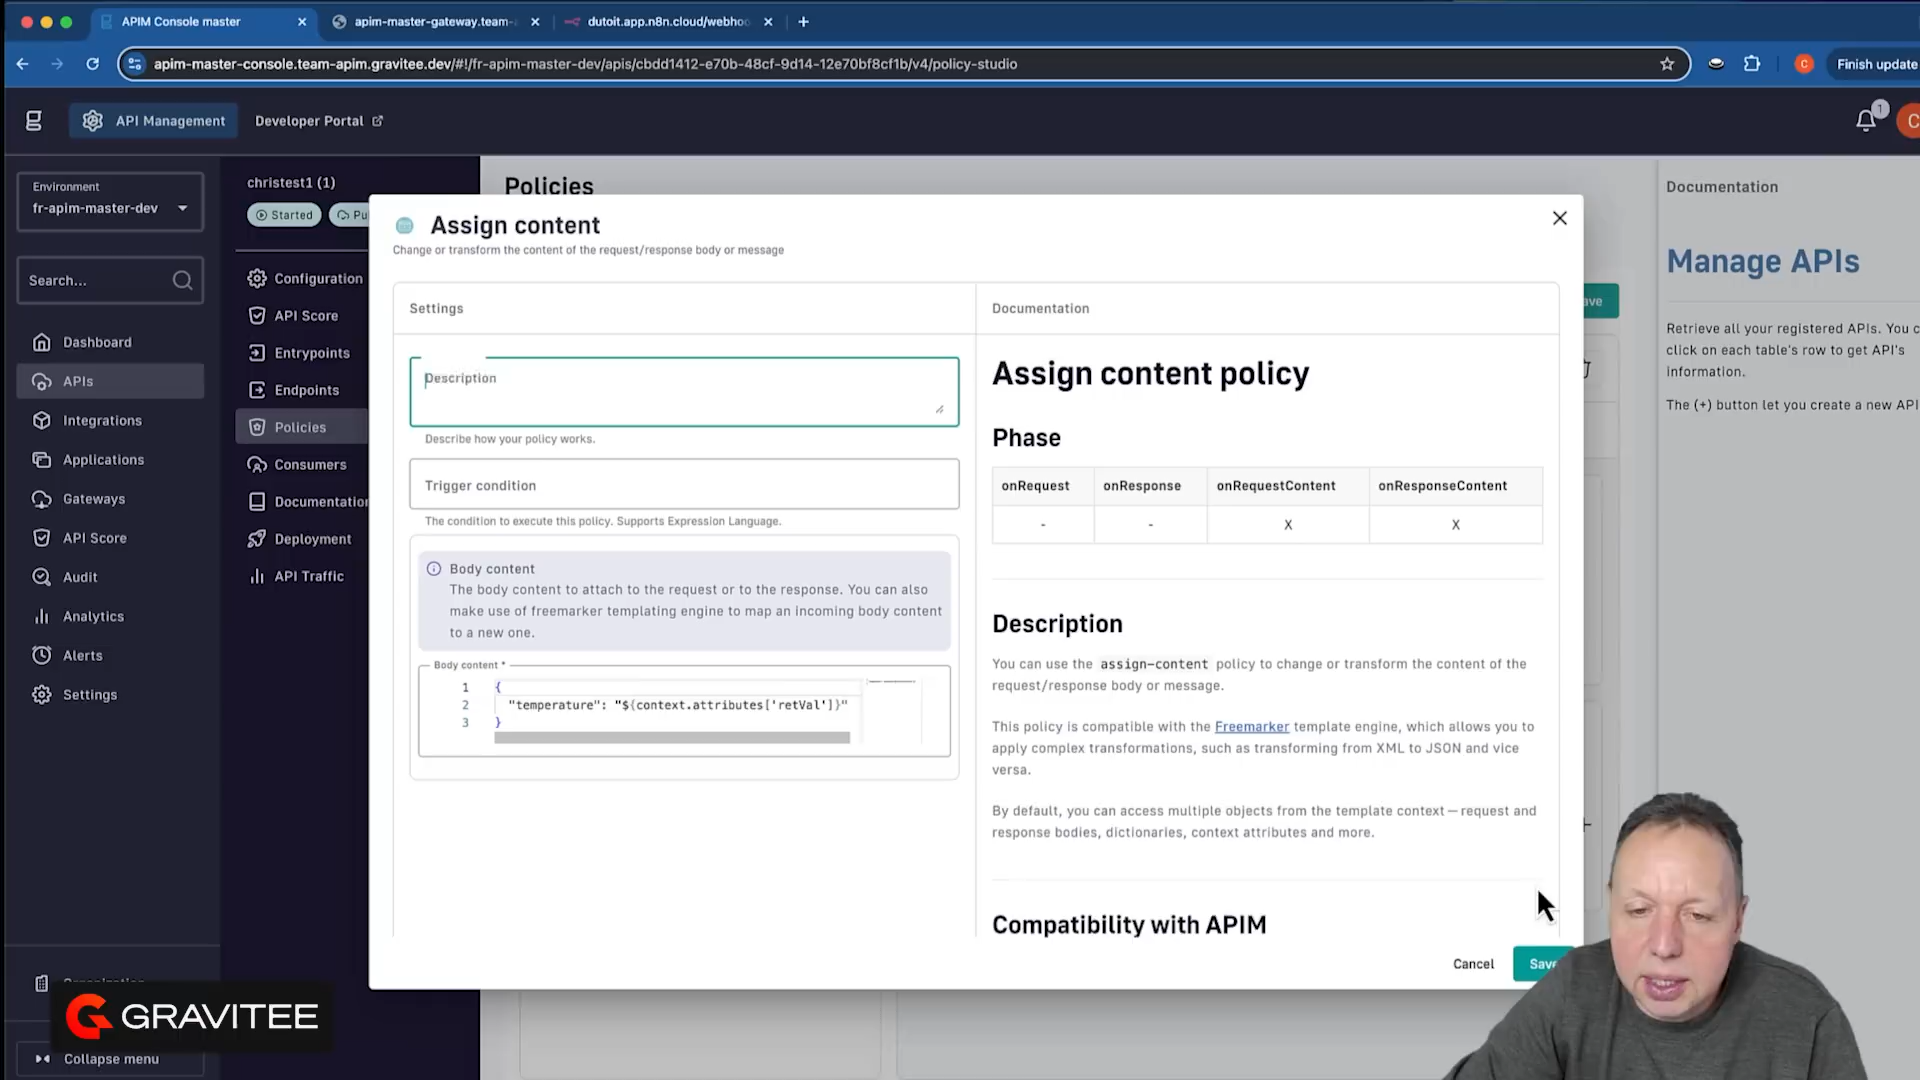 APIM Console master
apim-master-gateway.team-
dutoit.app.n8n.cloud/webhoo
apim-master-console.team-apim.gravitee.dev/#!/fr-apim-master-dev/apis/cbdd1412-e70b-48cf-9d14-12e70bf8cf1b/v4/policy-studio
C
Finish update
API Management
Developer Portal
1
C
Environment
fr-apim-master-dev
Search...
Dashboard
APIs
Integrations
Applications
Gateways
API Score
Audit
Analytics
Alerts
Settings
GRAVITEE
Collapse menu
christest1 (1)
Started
Pu
Configuration
API Score
Entrypoints
Endpoints
Policies
Consumers
Documentation
Deployment
API Traffic
Policies
Assign content
Change or transform the content of the request/response body or message
Settings
Description
Describe how your policy works.
Trigger condition
The condition to execute this policy. Supports Expression Language.
Body content
The body content to attach to the request or to the response. You can also
make use of freemarker templating engine to map an incoming body content
to a new one.
Body content *
1 {
2 "temperature": "${context.attributes['retVal']}"
3 }
Documentation
Assign content policy
Phase
onRequest onResponse onRequestContent onResponseContent
- - X X
Description
You can use the assign-content policy to change or transform the content of the
request/response body or message.
This policy is compatible with the Freemarker template engine, which allows you to
apply complex transformations, such as transforming from XML to JSON and vice
versa.
By default, you can access multiple objects from the template context — request and
response bodies, dictionaries, context attributes and more.
Compatibility with APIM
Cancel
Save
ave
Documentation
Manage APIs
Retrieve all your registered APIs. You c
click on each table's row to get API's
information.
The (+) button let you create a new API